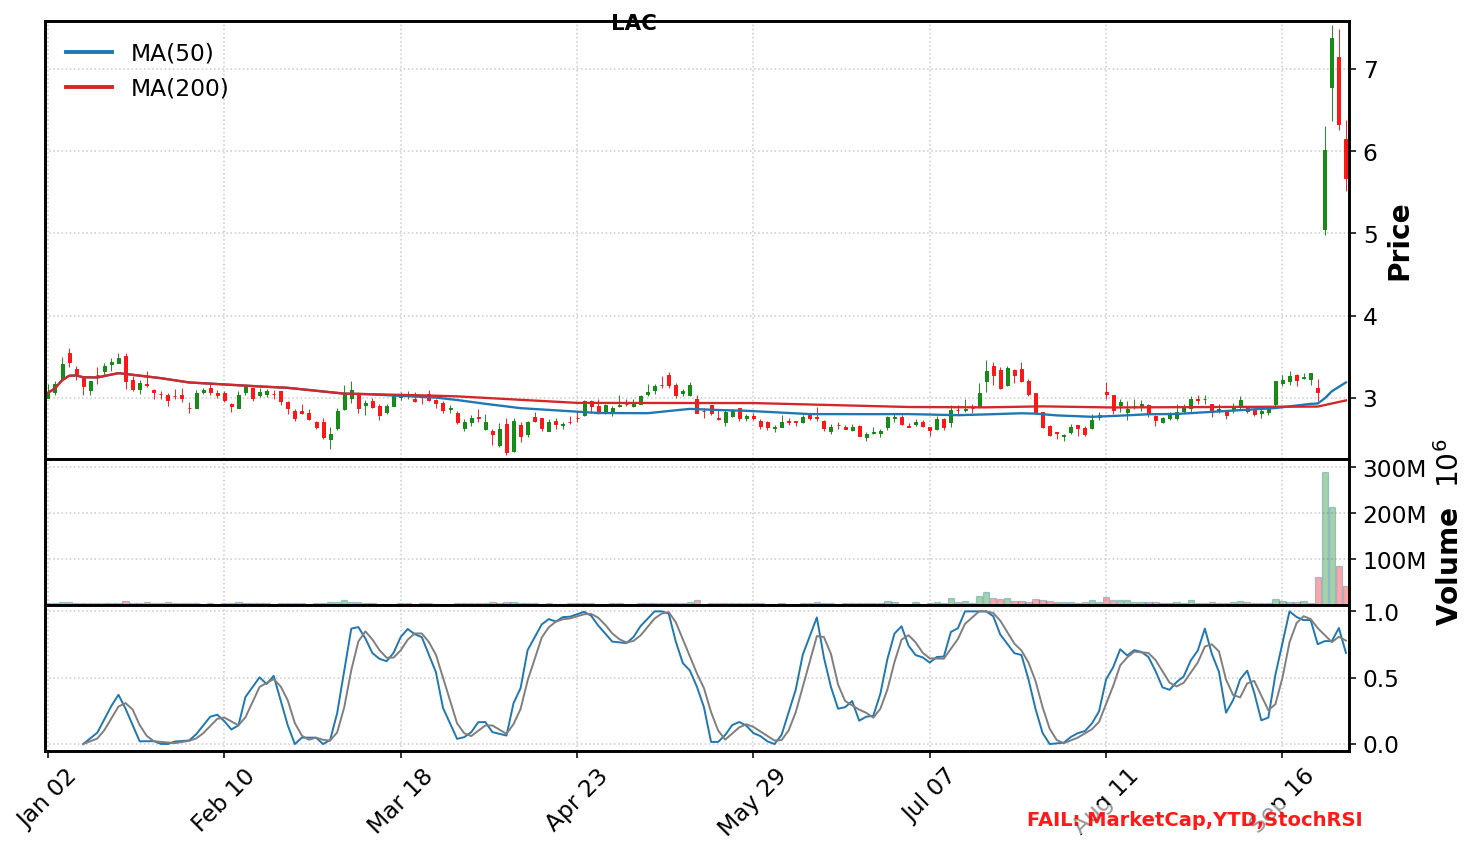 LAC
MA(50)
MA(200)
7
6
5
4
3
Price
300M
200M
100M
Volume 10^6
1.0
0.5
0.0
Jan 02
Feb 10
Mar 18
Apr 23
May 29
Jul 07
Aug 11
Sep 16
FAIL: MarketCap,YTD,StochRSI